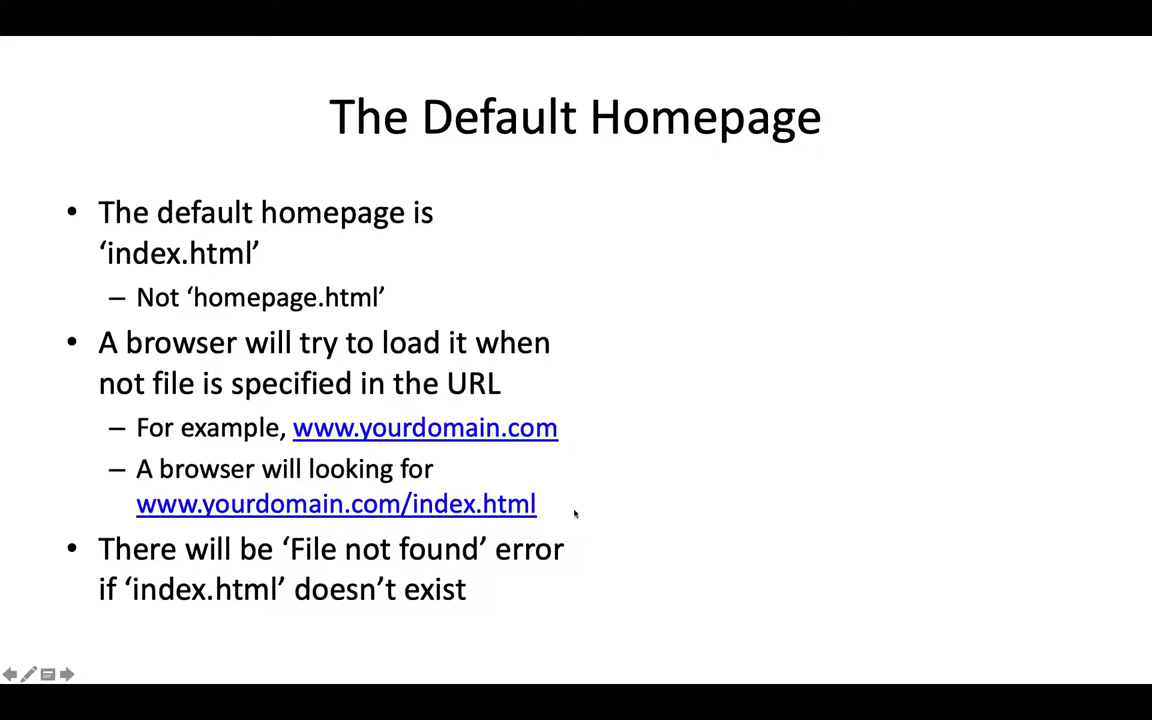 The Default Homepage
• The default homepage is
‘index.html’
– Not ‘homepage.html’
• A browser will try to load it when
not file is specified in the URL
– For example, www.yourdomain.com
– A browser will looking for
www.yourdomain.com/index.html
• There will be ‘File not found’ error
if ‘index.html’ doesn’t exist